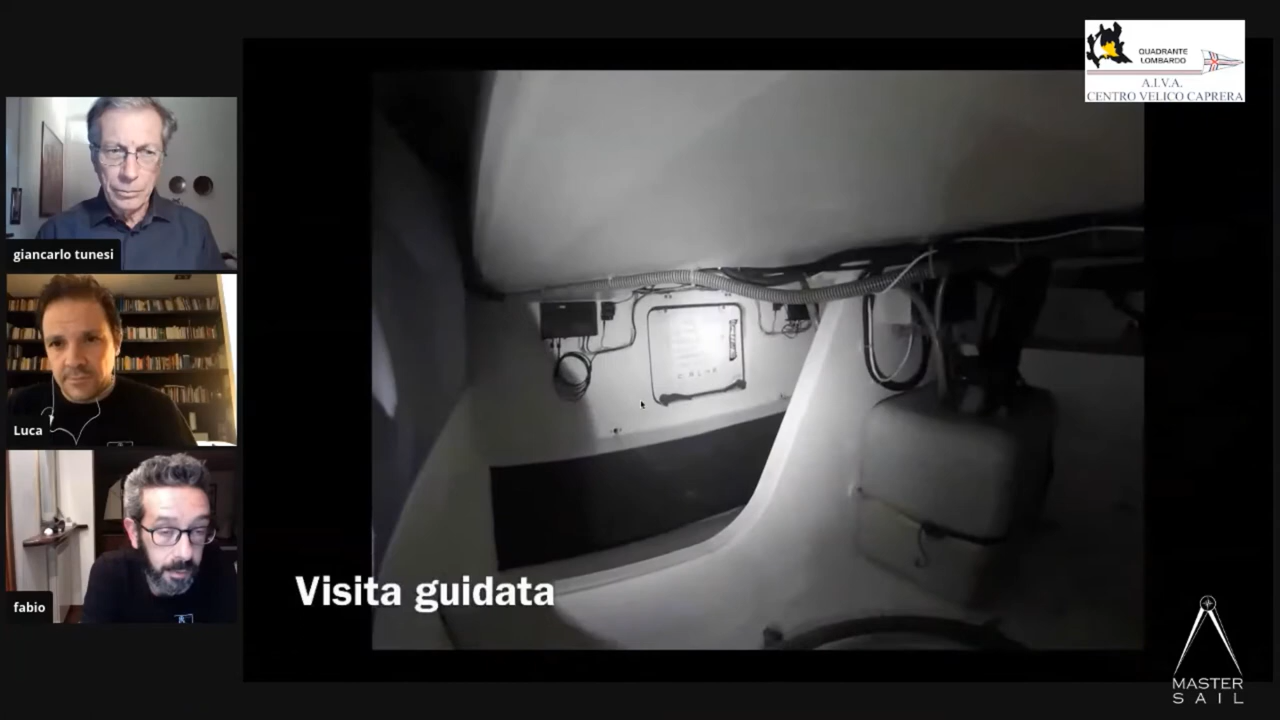 QUADRANTE
LOMBARDO
A.I.V.A.
CENTRO VELICO CAPRERA
giancarlo tunesi
Luca
fabio
Visita guidata
MASTER
SAIL